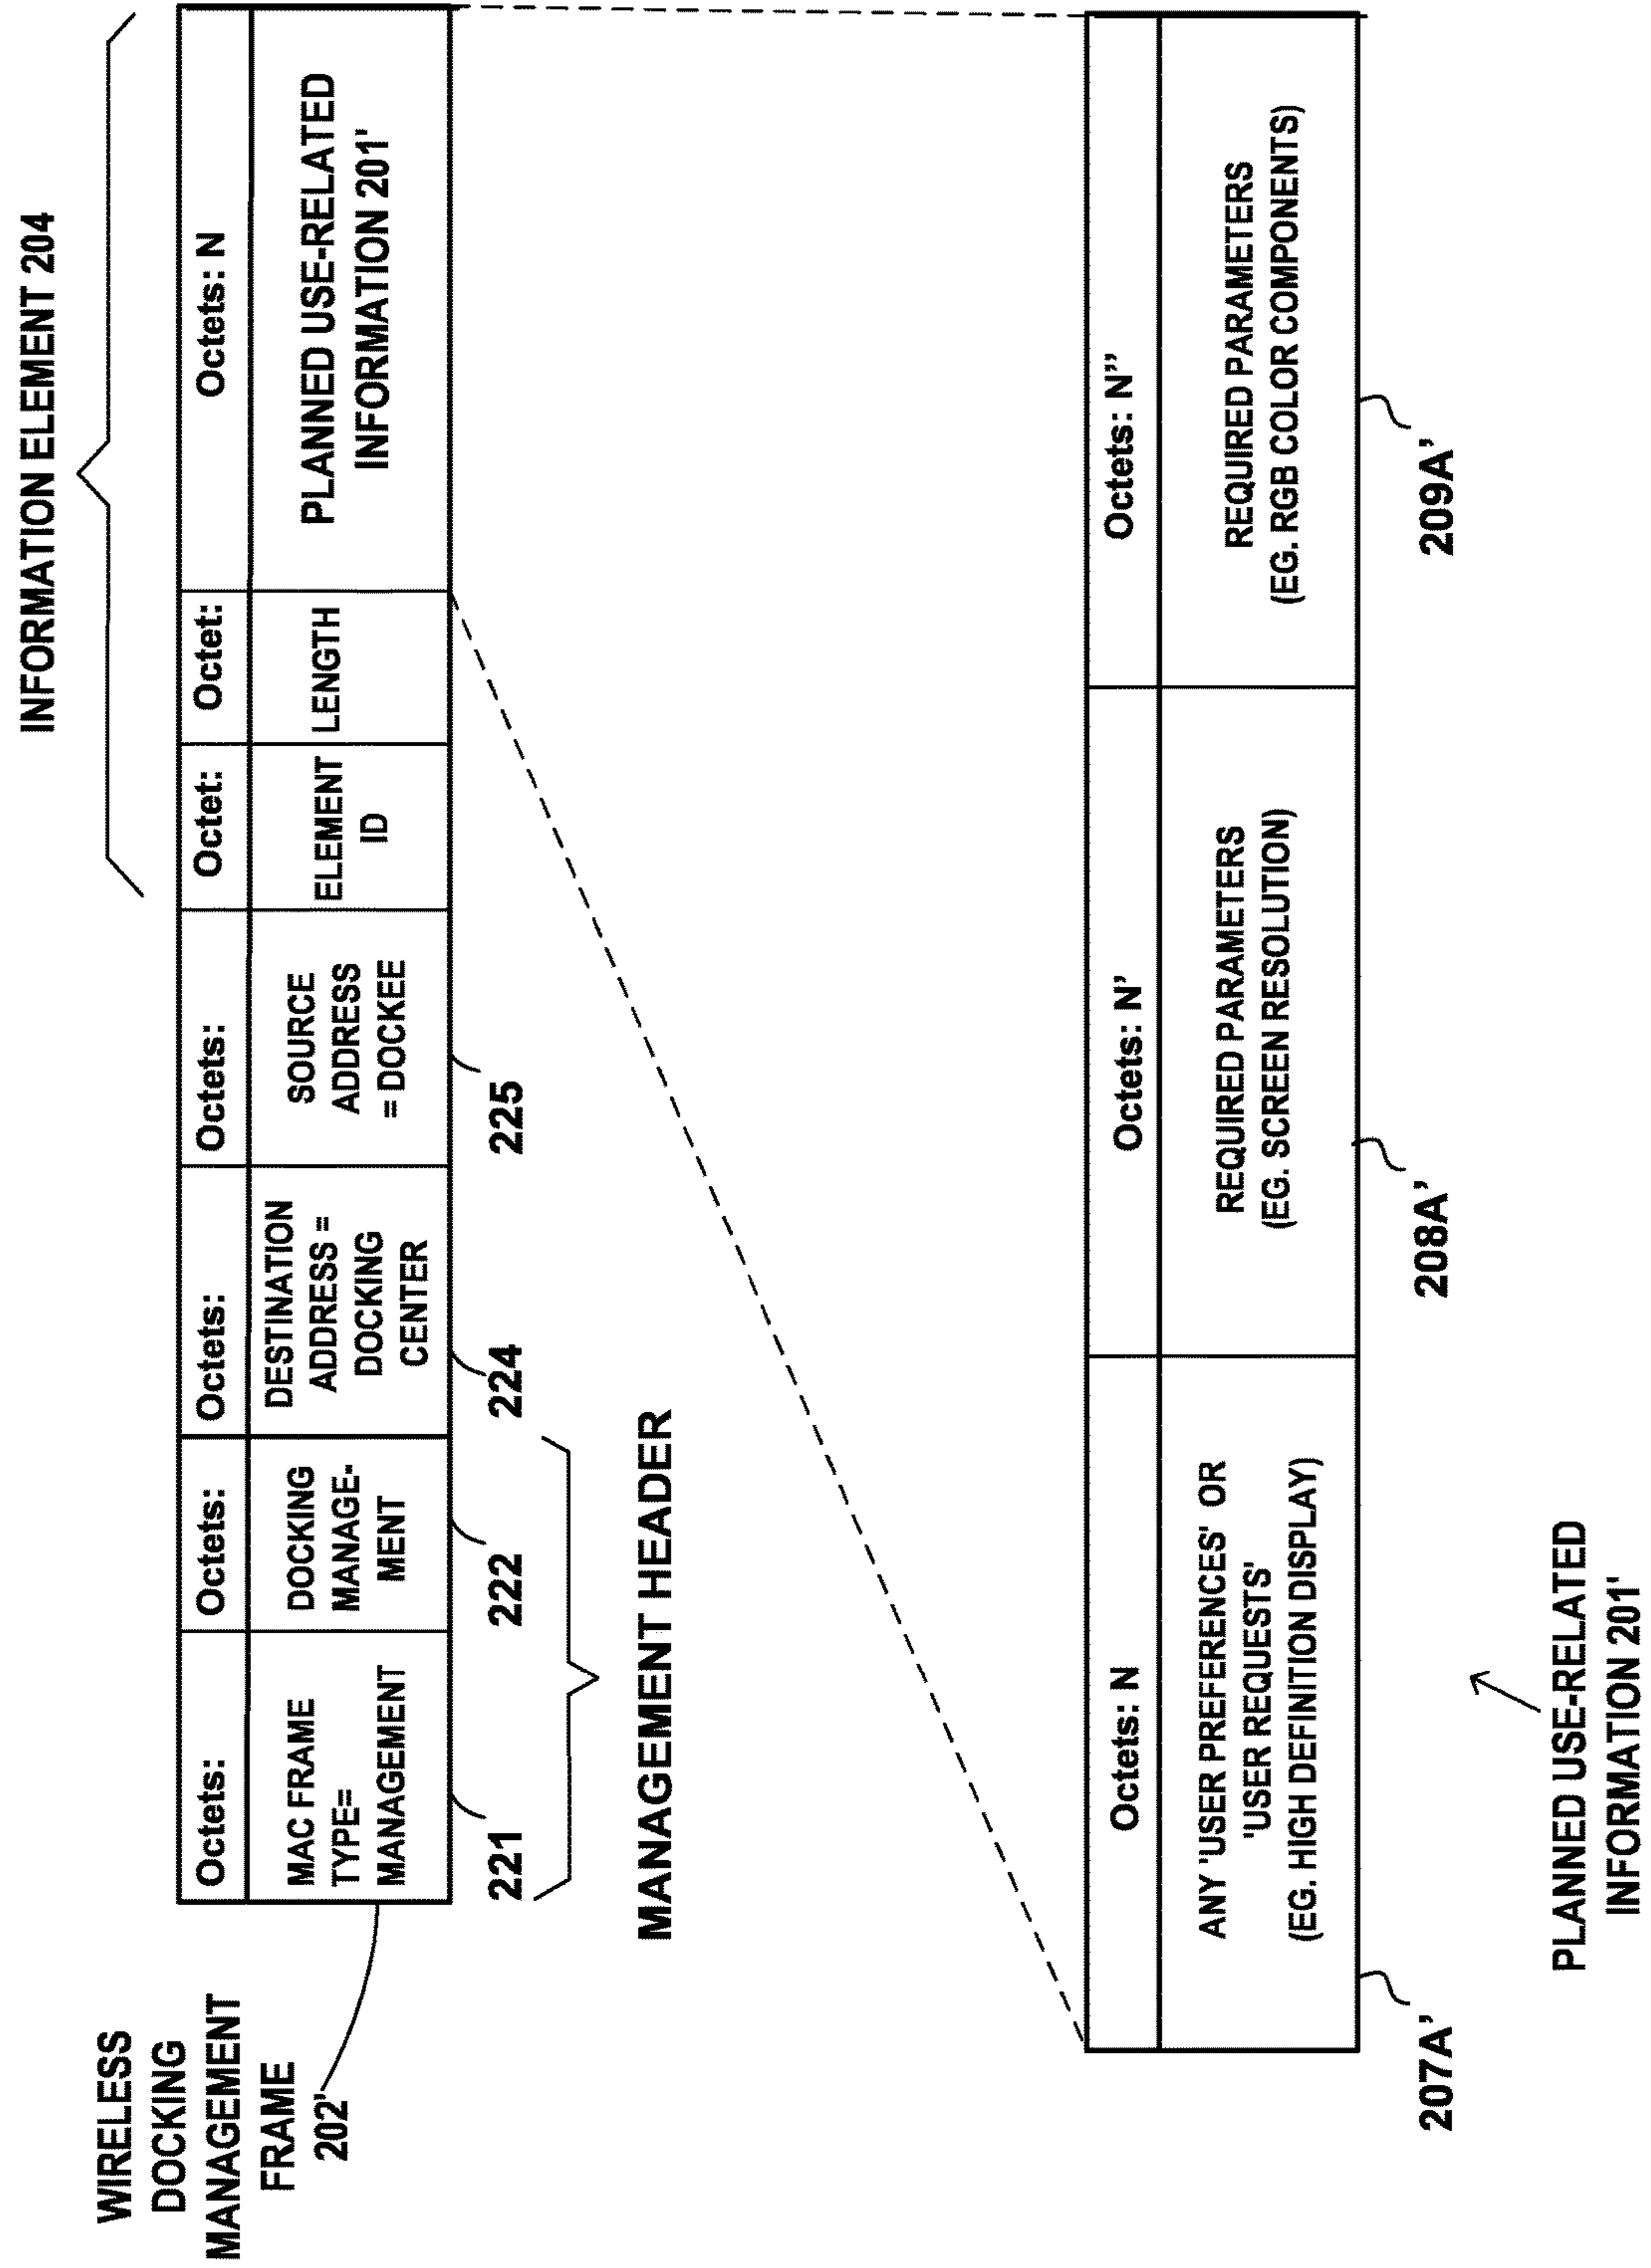 INFORMATION ELEMENT 204
WIRELESS
DOCKING
MANAGEMENT
FRAME
202'
Octets:
Octets:
Octets:
Octets:
Octet:
Octet:
Octets: N
MAC FRAME
TYPE=
MANAGEMENT
DOCKING
MANAGE-
MENT
DESTINATION
ADDRESS =
DOCKING
CENTER
SOURCE
ADDRESS
= DOCKEE
ELEMENT
ID
LENGTH
PLANNED USE-RELATED
INFORMATION 201'
221
222
224
225
MANAGEMENT HEADER
Octets: N
Octets: N’
Octets: N”
ANY 'USER PREFERENCES' OR
'USER REQUESTS'
(EG. HIGH DEFINITION DISPLAY)
REQUIRED PARAMETERS
(EG. SCREEN RESOLUTION)
REQUIRED PARAMETERS
(EG. RGB COLOR COMPONENTS)
207A’
208A’
209A’
PLANNED USE-RELATED
INFORMATION 201'